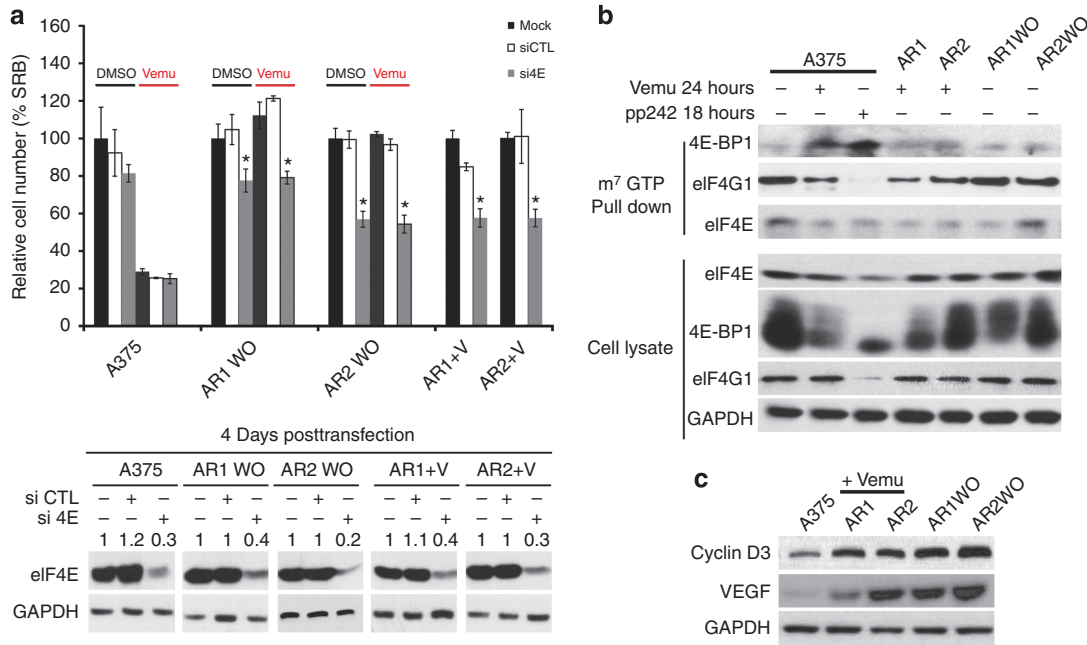 a
Relative cell number (% SRB)
160
140
120
100
80
60
40
20
0
Mock
siCTL
si4E
DMSO Vemu
DMSO Vemu
DMSO Vemu
* * * * * *
A375
AR1 WO
AR2 WO
AR1+V
AR2+V
4 Days posttransfection
A375 AR1 WO AR2 WO AR1+V AR2+V
si CTL – + – – + – – + – – + – – + –
si 4E – – + – – + – – + – – + – – +
1 1.2 0.3 1 1 0.4 1 1 0.2 1 1.1 0.4 1 1 0.3
eIF4E
GAPDH
b
A375 AR1 AR2 AR1WO AR2WO
Vemu 24 hours – + – + + – –
pp242 18 hours – – + – – – –
m7 GTP Pull down
4E-BP1
eIF4G1
eIF4E
Cell lysate
eIF4E
4E-BP1
eIF4G1
GAPDH
c
+ Vemu
A375 AR1 AR2 AR1WO AR2WO
Cyclin D3
VEGF
GAPDH